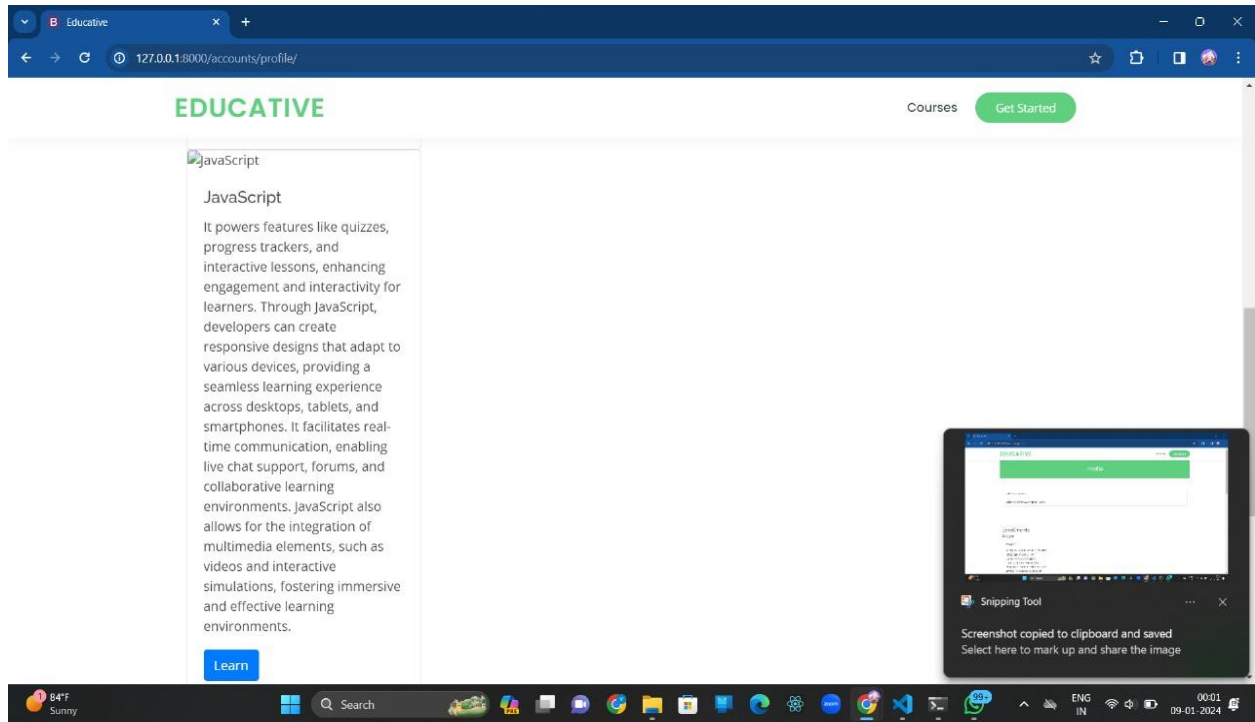 Educative
127.0.0.1:8000/accounts/profile/
EDUCATIVE
Courses
Get Started
JavaScript
JavaScript
It powers features like quizzes,
progress trackers, and
interactive lessons, enhancing
engagement and interactivity for
learners. Through JavaScript,
developers can create
responsive designs that adapt to
various devices, providing a
seamless learning experience
across desktops, tablets, and
smartphones. It facilitates real-
time communication, enabling
live chat support, forums, and
collaborative learning
environments. JavaScript also
allows for the integration of
multimedia elements, such as
videos and interactive
simulations, fostering immersive
and effective learning
environments.
Learn
EDUCATIVE
Snipping Tool
Screenshot copied to clipboard and saved
Select here to mark up and share the image
1
84°F
Sunny
Search
PRE
zoom
99+
ENG
IN
00:01
09-01-2024